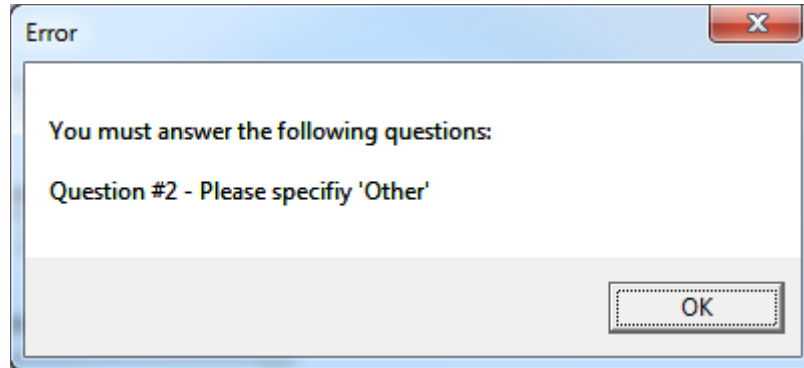 Error
You must answer the following questions:
Question #2 - Please specifiy 'Other'
OK